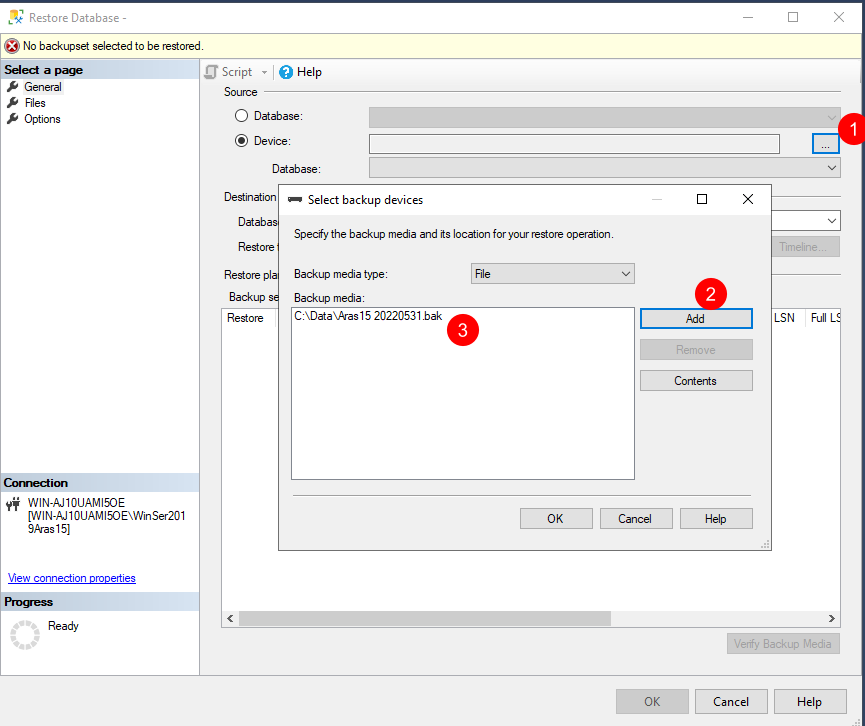 Restore Database -
No backupset selected to be restored.
Select a page
General
Files
Options
Script
Help
Source
Database:
Device:
...
1
Database:
Select backup devices
Specify the backup media and its location for your restore operation.
Backup media type:
File
Backup media:
C:\Data\Aras15 20220531.bak
2
3
Add
Remove
Contents
OK
Cancel
Help
Destination
Databas
Restore t
Timeline...
Restore pla
Backup se
Restore
LSN
Full LS
Connection
WIN-AJ10UAMI5OE
[WIN-AJ10UAMI5OE\WinSer201
9Aras15]
View connection properties
Progress
Ready
Verify Backup Media
OK
Cancel
Help